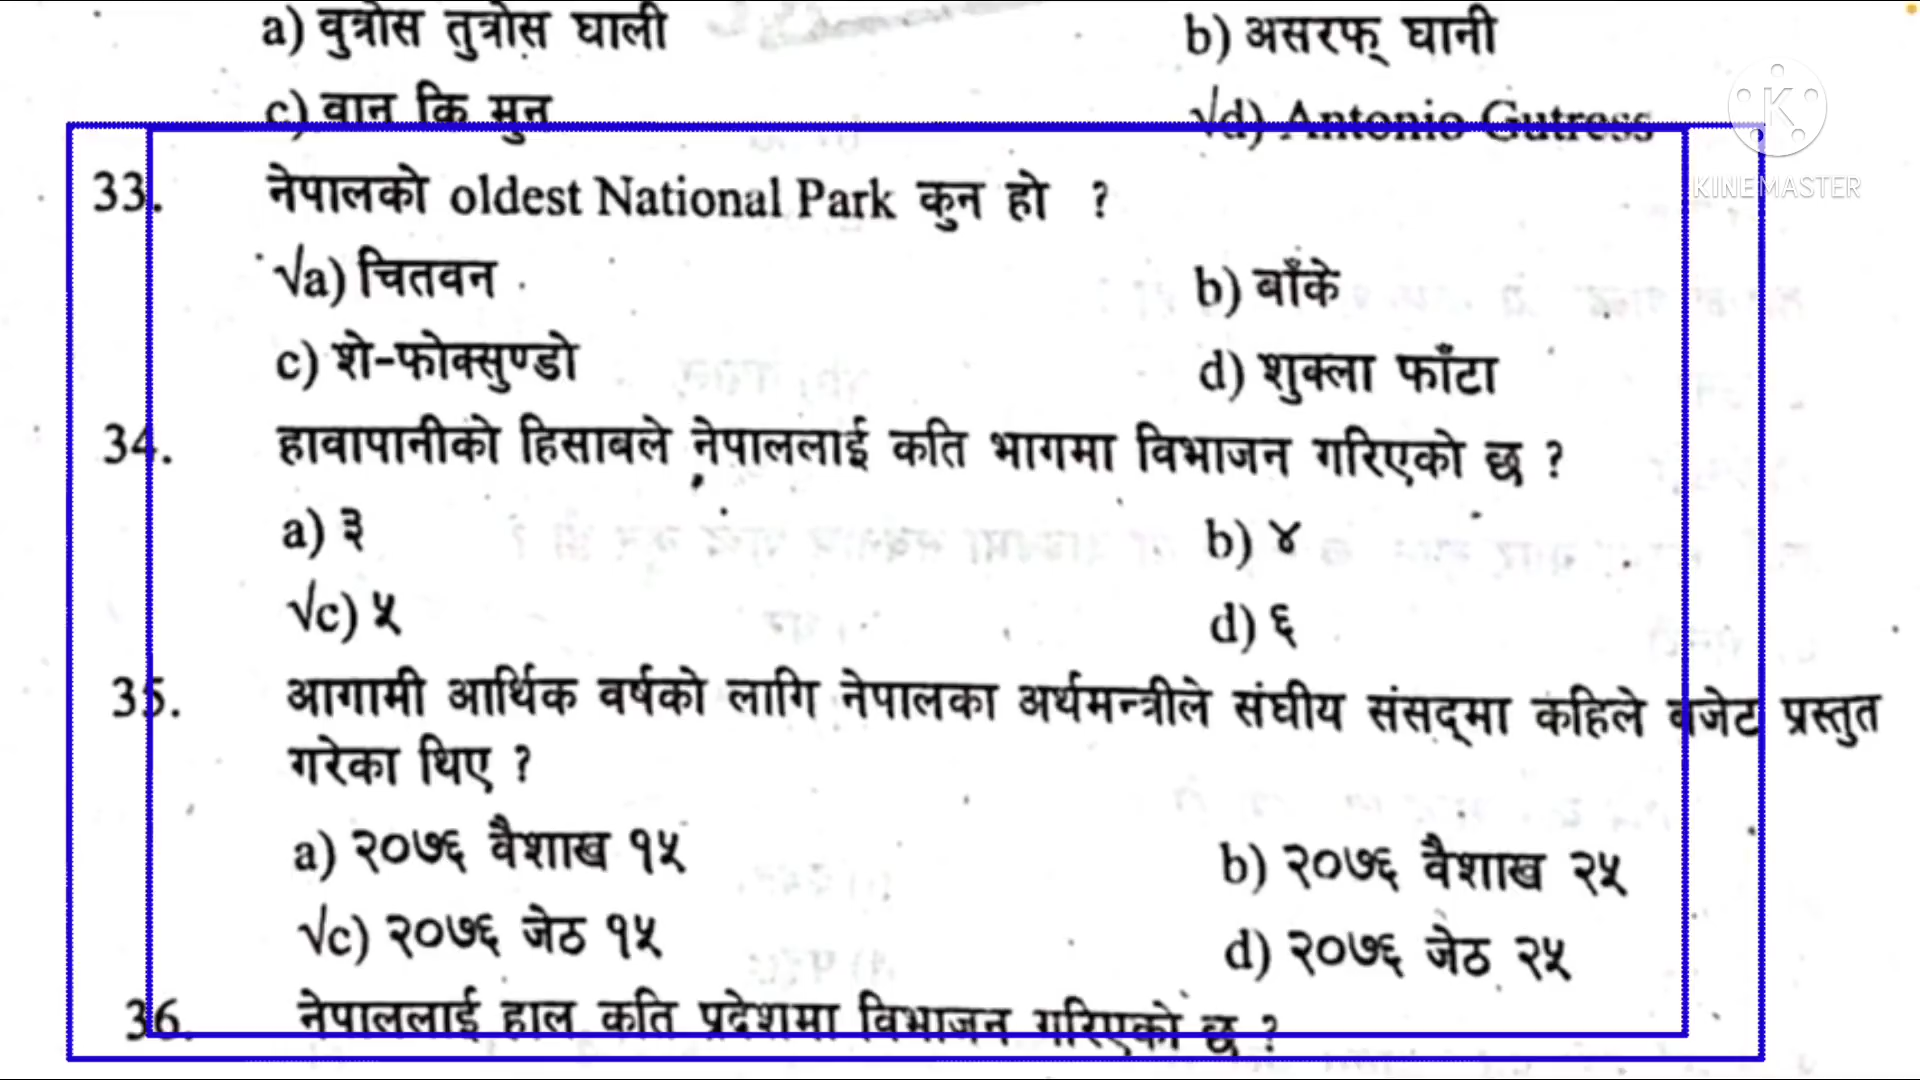 a) वुत्रोस तुत्रोस घाली b) असरफ् घानी
c) वान कि मुन √d) Antonio Gutress
KINEMASTER
33. नेपालको oldest National Park कुन हो ?
√a) चितवन b) बाँके
c) शे-फोक्सुण्डो d) शुक्ला फाँटा
34. हावापानीको हिसाबले नेपाललाई कति भागमा विभाजन गरिएको छ ?
a) ३ b) ४
√c) ५ d) ६
35. आगामी आर्थिक वर्षको लागि नेपालका अर्थमन्त्रीले संघीय संसद्‌मा कहिले बजेट प्रस्तुत
गरेका थिए ?
a) २०७६ वैशाख १५ b) २०७६ वैशाख २५
√c) २०७६ जेठ १५ d) २०७६ जेठ २५
36. नेपाललाई हाल कति प्रदेशमा विभाजन गरिएको छ ?